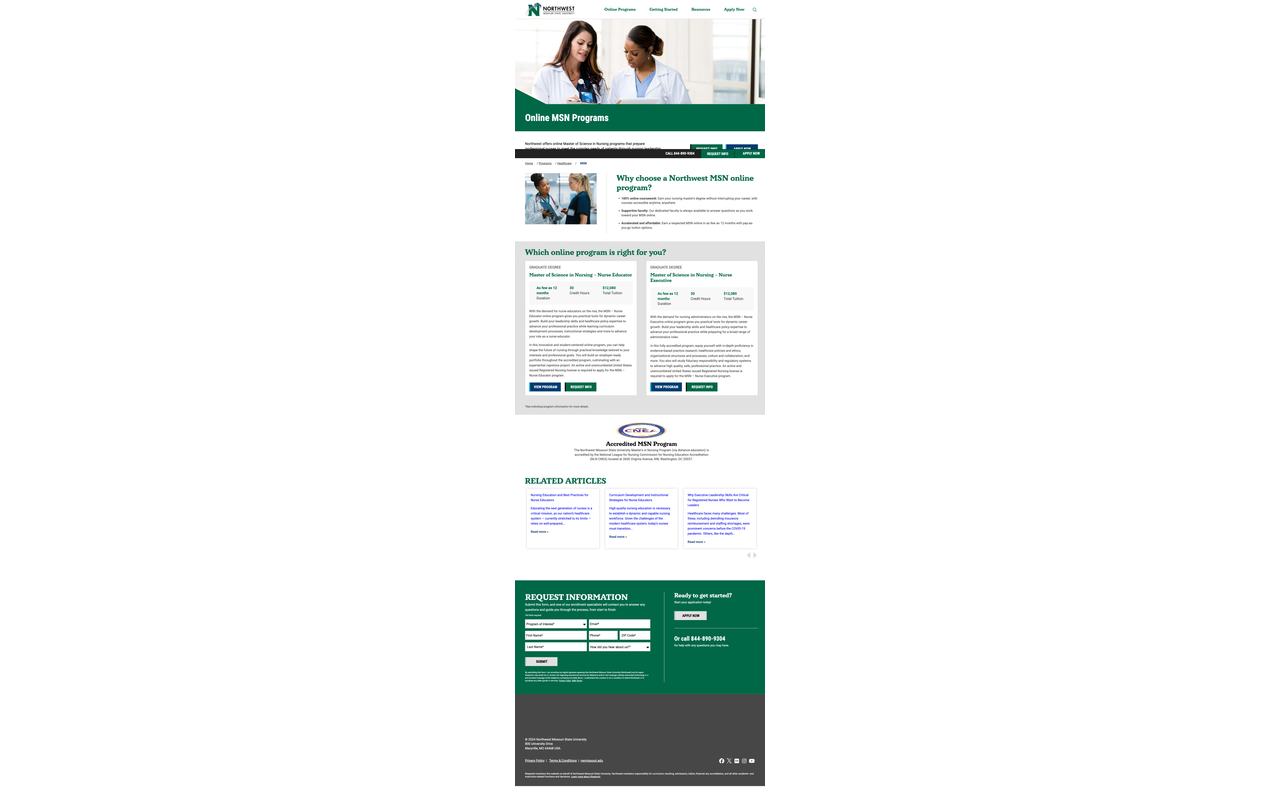 NORTHWEST
MISSOURI STATE UNIVERSITY
Online Programs
Getting Started
Resources
Apply Now
Online MSN Programs
Northwest offers online Master of Science in Nursing programs that prepare
CALL 844-890-9304
REQUEST INFO
APPLY NOW
Home / Programs / Healthcare / MSN
Why choose a Northwest MSN online
program?
100% online coursework: Earn your nursing master's degree without interrupting your career, with
courses accessible anytime, anywhere.
Supportive faculty: Our dedicated faculty is always available to answer questions as you work
toward your MSN online.
Accelerated and affordable: Earn a respected MSN online in as few as 12 months with pay-as-
you-go tuition options.
Which online program is right for you?
GRADUATE DEGREE
Master of Science in Nursing – Nurse Educator
As few as 12
months
Duration
30
Credit Hours
$12,080
Total Tuition
With the demand for nurse educators on the rise, the MSN – Nurse
Educator online program gives you practical tools for dynamic career
growth. Build your leadership skills and healthcare policy expertise to
advance your professional practice while learning curriculum
development processes, instructional strategies and more to advance
your role as a nurse educator.
In this innovative and student-centered online program, you can help
shape the future of nursing through practical knowledge tailored to your
interests and professional goals. You will build an employer-ready
portfolio throughout the accredited program, culminating with an
experiential capstone project. An active and unencumbered United States
issued Registered Nursing license is required to apply for the MSN –
Nurse Educator program.
VIEW PROGRAM
REQUEST INFO
GRADUATE DEGREE
Master of Science in Nursing – Nurse
Executive
As few as 12
months
Duration
30
Credit Hours
$12,080
Total Tuition
With the demand for nursing administrators on the rise, the MSN – Nurse
Executive online program gives you practical tools for dynamic career
growth. Build your leadership skills and healthcare policy expertise to
advance your professional practice while preparing for a broad range of
administrative roles.
In this fully accredited program, equip yourself with in-depth proficiency in
evidence-based practice research, healthcare policies and ethics,
organizational structures and processes, contract and collaboration, and
more. You also will study fiduciary responsibility and regulatory systems
to advance high quality, safe, professional practice. An active and
unencumbered United States issued Registered Nursing license is
required to apply for the MSN – Nurse Executive program.
VIEW PROGRAM
REQUEST INFO
*See individual program information for more details.
CNEA
Accredited MSN Program
The Northwest Missouri State University Master's in Nursing Program (via distance education) is
accredited by the National League for Nursing Commission for Nursing Education Accreditation
(NLN CNEA) located at 2600 Virginia Avenue, NW, Washington, DC 20037.
RELATED ARTICLES
Nursing Education and Best Practices for
Nurse Educators
Educating the next generation of nurses is a
critical mission, as our nation's healthcare
system — currently stretched to its limits —
relies on well-prepared...
Read more »
Curriculum Development and Instructional
Strategies for Nurse Educators
High-quality nursing education is necessary
to establish a dynamic and capable nursing
workforce. Given the challenges of the
modern healthcare system, today's nurses
must transition...
Read more »
Why Executive Leadership Skills Are Critical
for Registered Nurses Who Want to Become
Leaders
Healthcare faces many challenges. Most of
these, including dwindling insurance
reimbursement and staffing shortages, were
prominent concerns before the COVID-19
pandemic. Others, like the depth...
Read more »
REQUEST INFORMATION
Submit this form, and one of our enrollment specialists will contact you to answer any
questions and guide you through the process, from start to finish.
Program of Interest*
Email*
First Name*
Phone*
ZIP Code*
Last Name*
How did you hear about us?*
SUBMIT
Ready to get started?
Start your application today!
APPLY NOW
Or call 844-890-9304
for help with any questions you may have.
© 2024 Northwest Missouri State University
800 University Drive
Maryville, MO 64468 USA
Privacy Policy | Terms & Conditions | nwmissouri.edu